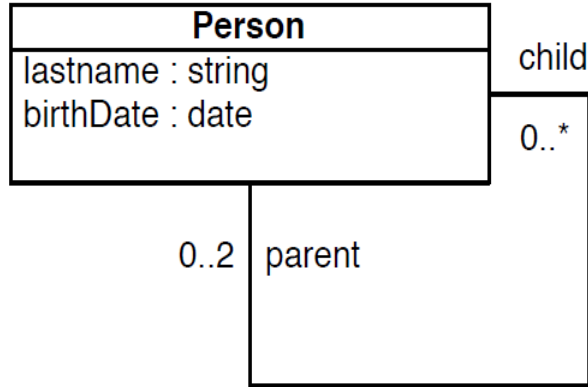 Person
lastname : string
birthDate : date
child
0..*
0..2
parent